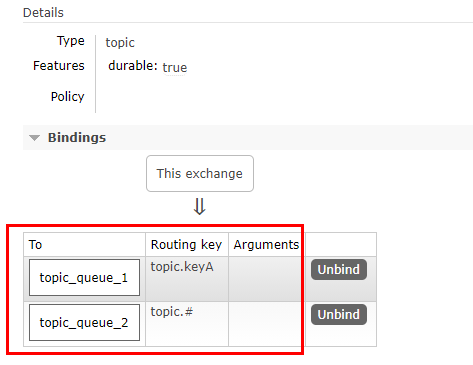 Details
Type topic
Features durable: true
Policy
Bindings
This exchange
⇓
To Routing key Arguments
topic_queue_1 topic.keyA Unbind
topic_queue_2 topic.# Unbind